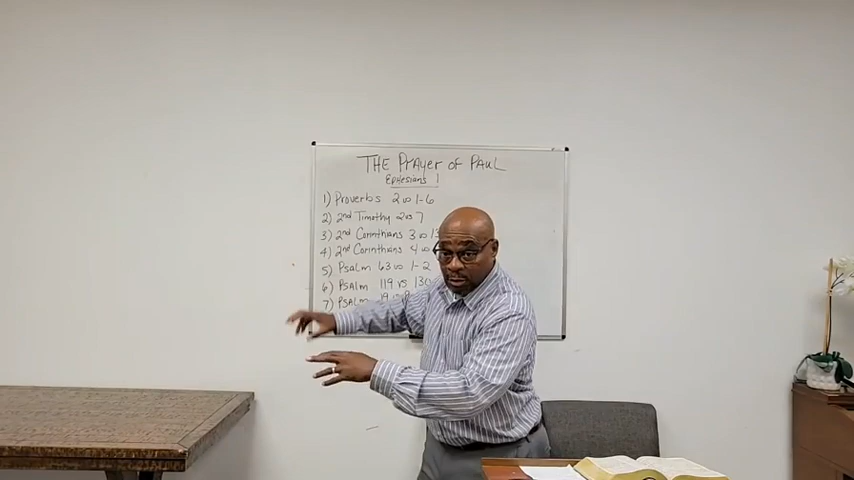 THE PRAYER OF PAUL
EPHESIANS 1
1) PROVERBS 2 vs 1-6
2) 2nd TIMOTHY 2 vs 7
3) 2nd CORINTHIANS 3 vs
4) 2nd CORINTHIANS 4 vs
5) PSALM 63 vs 1-2
6) PSALM 119 vs 130
7) PSALM 19